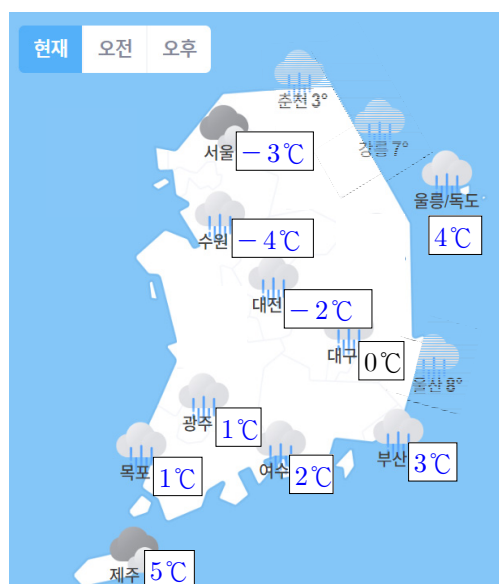 현재 오전 오후
춘천 3°
강릉 7°
서울 -3℃
울릉/독도
4℃
수원 -4℃
대전 -2℃
대구 0℃
울산 8°
광주 1℃
부산 3℃
목포 1℃
여수 2℃
제주 5℃